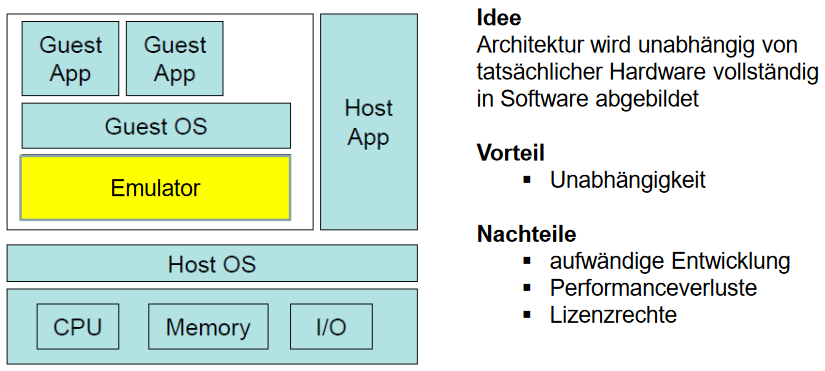 Guest
App
Guest
App
Guest OS
Emulator
Host
App
Host OS
CPU
Memory
I/O
Idee
Architektur wird unabhängig von
tatsächlicher Hardware vollständig
in Software abgebildet
Vorteil
▪ Unabhängigkeit
Nachteile
▪ aufwändige Entwicklung
▪ Performanceverluste
▪ Lizenzrechte